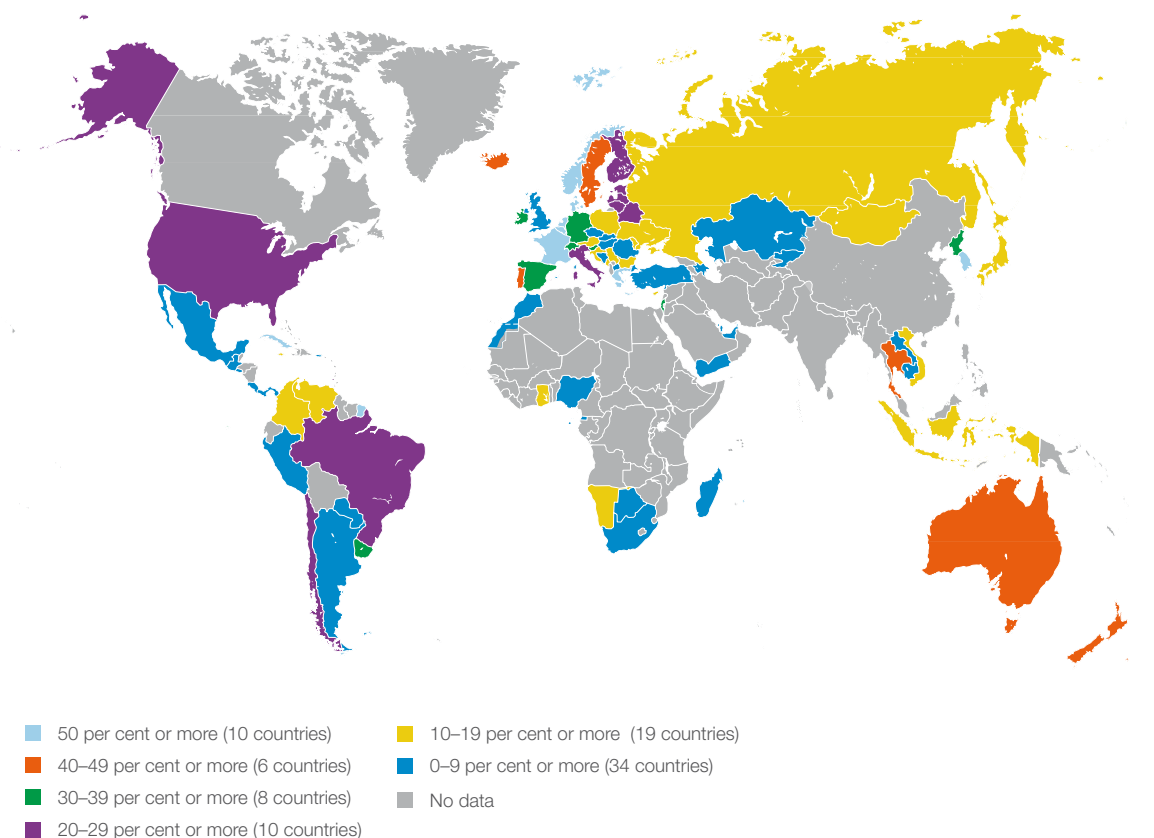 50 per cent or more (10 countries)
40–49 per cent or more (6 countries)
30–39 per cent or more (8 countries)
20–29 per cent or more (10 countries)
10–19 per cent or more  (19 countries)
0–9 per cent or more (34 countries)
No data